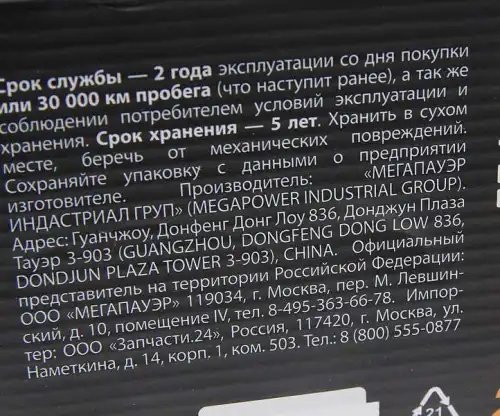 Срок службы — 2 года эксплуатации со дня покупки
или 30 000 км пробега (что наступит ранее), а так же
соблюдении потребителем условий эксплуатации и
хранения. Срок хранения — 5 лет. Хранить в сухом
месте, беречь от механических повреждений.
Сохраняйте упаковку с данными о предприятии
изготовителе. Производитель: «МЕГАПАУЭР
ИНДАСТРИАЛ ГРУП» (MEGAPOWER INDUSTRIAL GROUP).
Адрес: Гуанчжоу, Донфенг Донг Лоу 836, Донджун Плаза
Тауэр 3-903 (GUANGZHOU, DONGFENG DONG LOW 836,
DONDJUN PLAZA TOWER 3-903), CHINA. Официальный
представитель на территории Российской Федерации:
ООО «МЕГАПАУЭР» 119034, г. Москва, пер. М. Левшин-
ский, д. 10, помещение IV, тел. 8-495-363-66-78. Импор-
тер: ООО «Запчасти.24», Россия, 117420, г. Москва, ул.
Наметкина, д. 14, корп. 1, ком. 503. Тел.: 8 (800) 555-0877
21